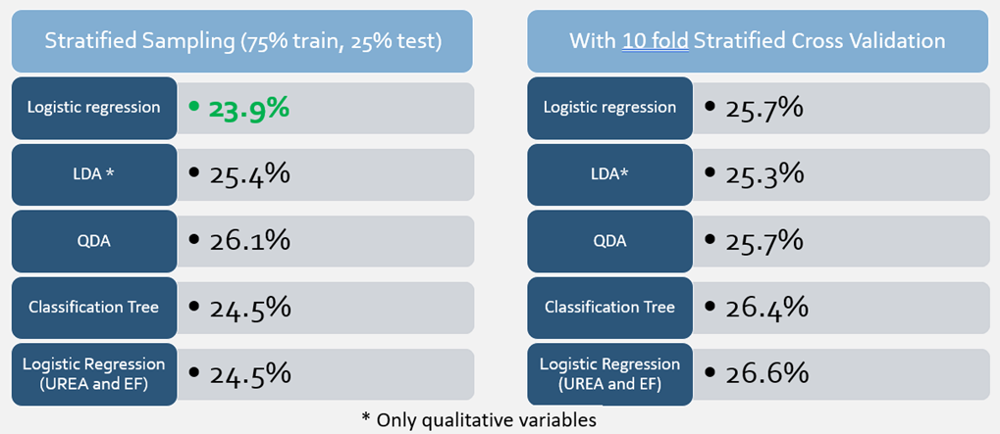 Stratified Sampling (75% train, 25% test)
Logistic regression
• 23.9%
LDA *
• 25.4%
QDA
• 26.1%
Classification Tree
• 24.5%
Logistic Regression
(UREA and EF)
• 24.5%
With 10 fold Stratified Cross Validation
Logistic regression
• 25.7%
LDA*
• 25.3%
QDA
• 25.7%
Classification Tree
• 26.4%
Logistic Regression
(UREA and EF)
• 26.6%
* Only qualitative variables